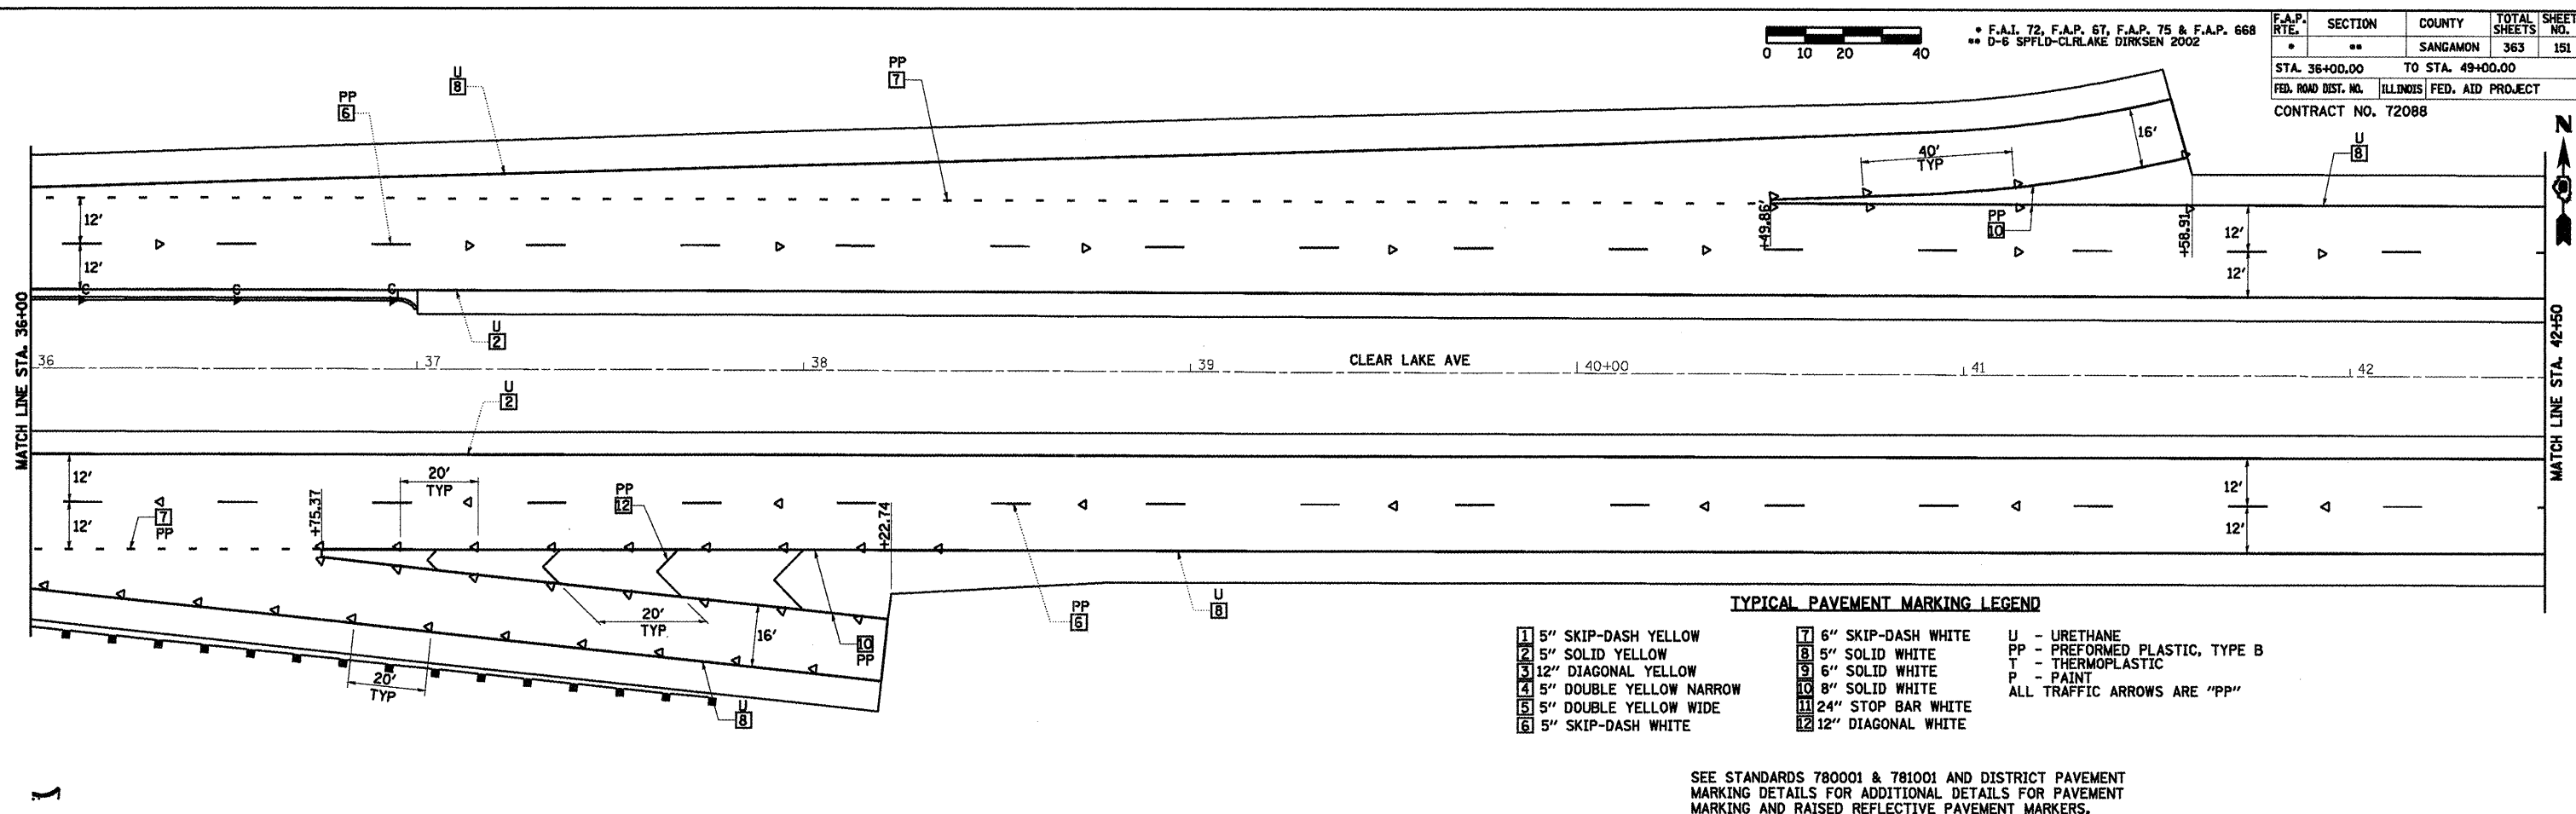 0 10 20 40
* F.A.I. 72, F.A.P. 67, F.A.P. 75 & F.A.P. 668
** D-6 SPFLD-CLRLAKE DIRKSEN 2002
F.A.P. RTE. SECTION COUNTY TOTAL SHEETS SHEET NO.
* ** SANGAMON 363 151
STA. 36+00.00 TO STA. 49+00.00
FED. ROAD DIST. NO. ILLINOIS FED. AID PROJECT
CONTRACT NO. 72088
N
PP
7
U
8
PP
6
U
8
16'
40'
TYP
12'
12'
+49.86'
PP
10
+58.91
12'
12'
C C C
MATCH LINE STA. 36+00
U
2
MATCH LINE STA. 42+50
36 37 38 39 CLEAR LAKE AVE 40+00 41 42
U
2
12'
12'
7
PP
+75.37
20'
TYP
PP
12
+22.74
12'
12'
20'
TYP
16'
10
PP
PP
6
U
8
20'
TYP
U
8
TYPICAL PAVEMENT MARKING LEGEND
1 5" SKIP-DASH YELLOW
2 5" SOLID YELLOW
3 12" DIAGONAL YELLOW
4 5" DOUBLE YELLOW NARROW
5 5" DOUBLE YELLOW WIDE
6 5" SKIP-DASH WHITE
7 6" SKIP-DASH WHITE
8 5" SOLID WHITE
9 6" SOLID WHITE
10 8" SOLID WHITE
11 24" STOP BAR WHITE
12 12" DIAGONAL WHITE
U - URETHANE
PP - PREFORMED PLASTIC, TYPE B
T - THERMOPLASTIC
P - PAINT
ALL TRAFFIC ARROWS ARE "PP"
SEE STANDARDS 780001 & 781001 AND DISTRICT PAVEMENT
MARKING DETAILS FOR ADDITIONAL DETAILS FOR PAVEMENT
MARKING AND RAISED REFLECTIVE PAVEMENT MARKERS.